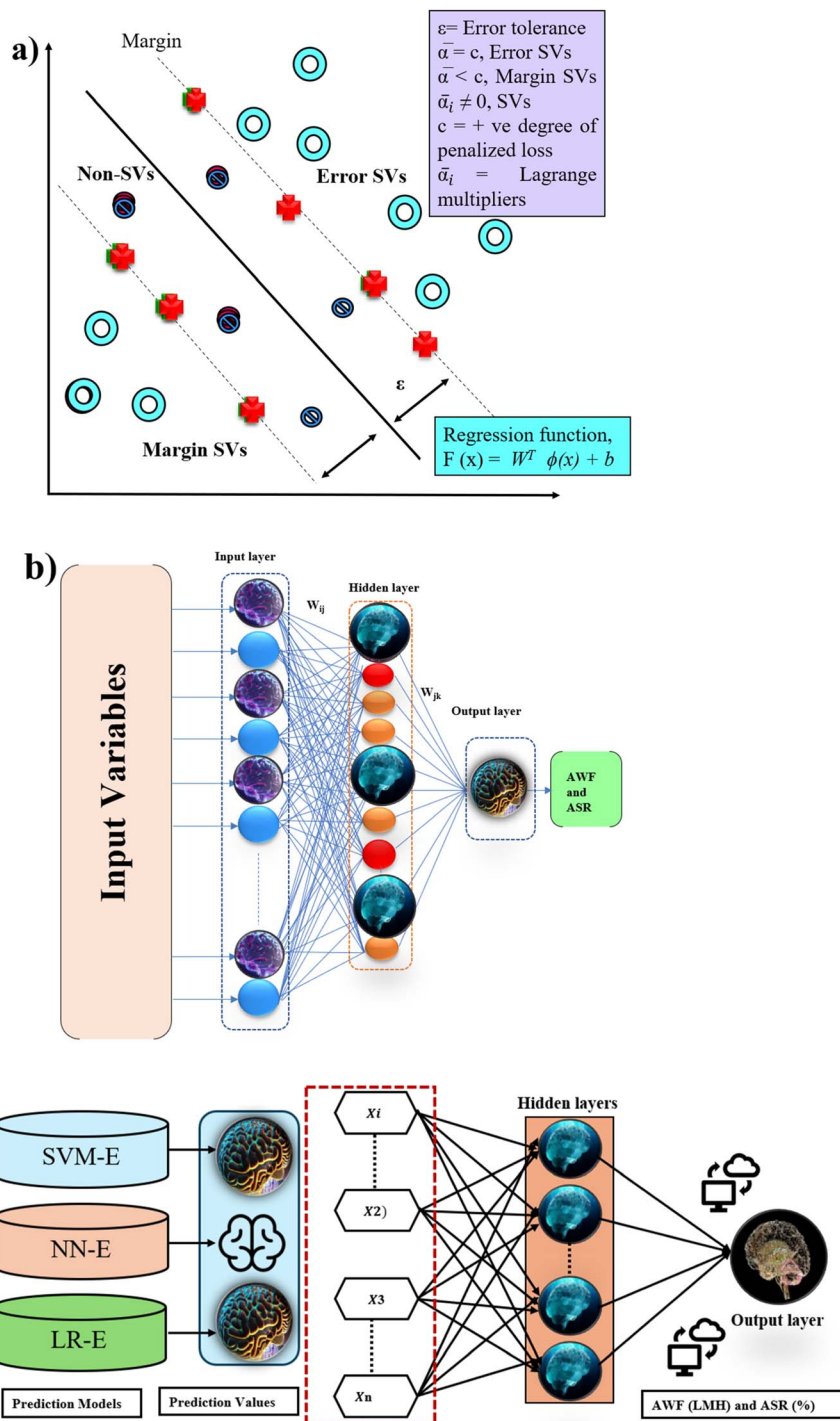 a)
Margin
ε= Error tolerance
ᾱ = c, Error SVs
ᾱ < c, Margin SVs
ᾱᵢ ≠ 0, SVs
c = + ve degree of
penalized loss
ᾱᵢ = Lagrange
multipliers
Non-SVs
Error SVs
ε
Margin SVs
Regression function,
F (x) = Wᵀ ϕ(x) + b
b)
Input layer
Wij
Hidden layer
Wjk
Output layer
Input Variables
AWF
and
ASR
Hidden layers
Xi
SVM-E
X2)
NN-E
X3
LR-E
Output layer
Xn
Prediction Models
Prediction Values
AWF (LMH) and ASR (%)